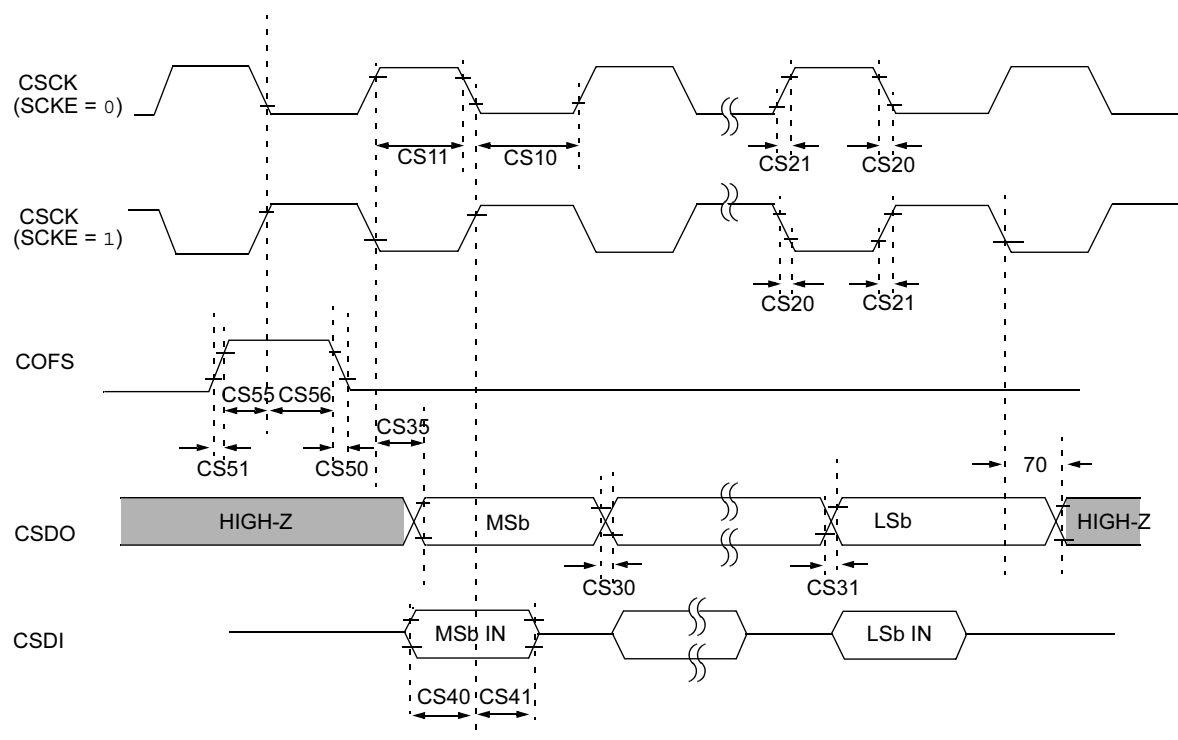 CSCK
(SCKE = 0)
CS11
CS10
CS21
CS20
CSCK
(SCKE = 1)
CS20
CS21
COFS
CS55
CS56
CS35
CS51
CS50
70
CSDO
HIGH-Z
MSb
LSb
HIGH-Z
CS30
CS31
CSDI
MSb IN
LSb IN
CS40
CS41